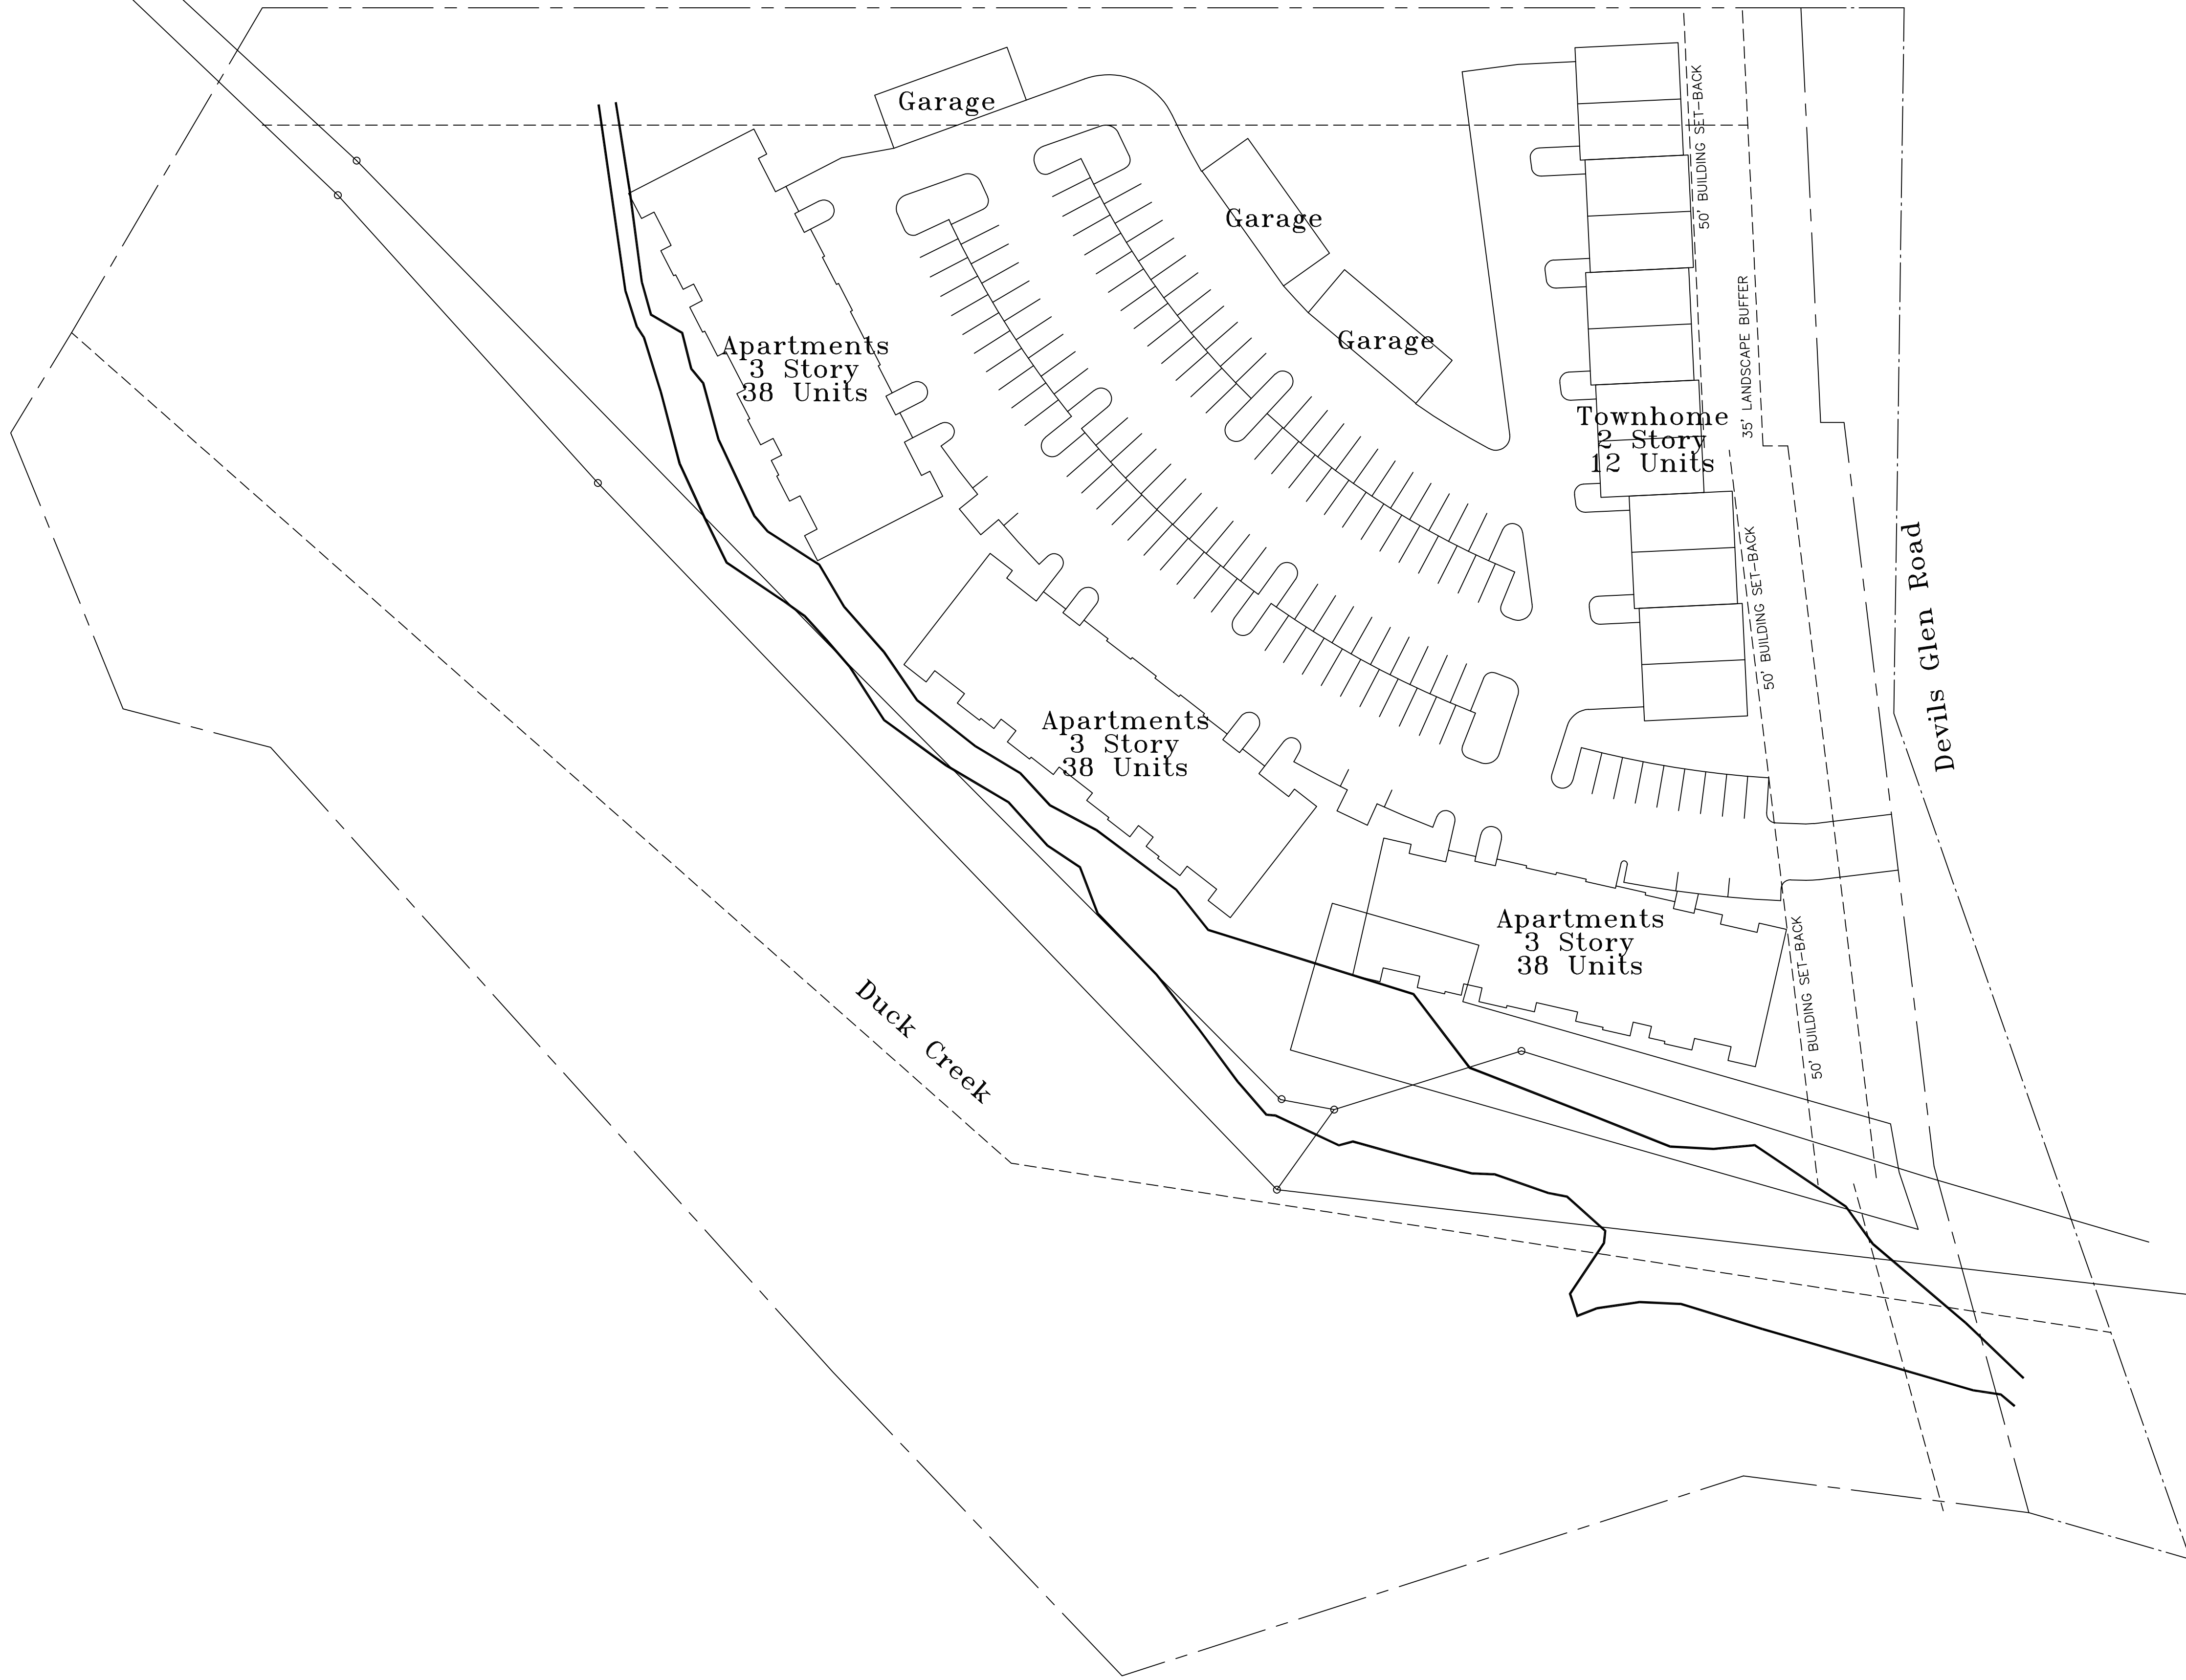 Garage
50' BUILDING SET-BACK
Garage
Garage
Apartments
3 Story
38 Units
35' LANDSCAPE BUFFER
Townhome
2 Story
12 Units
Devils Glen Road
50' BUILDING SET-BACK
Apartments
3 Story
38 Units
Apartments
3 Story
38 Units
50' BUILDING SET-BACK
Duck Creek